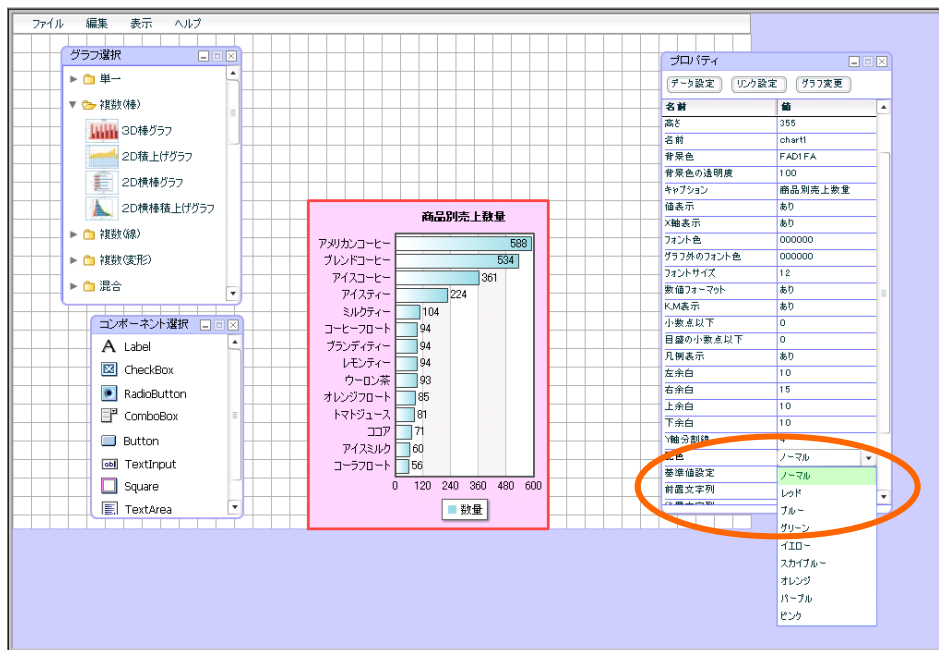 ファイル 編集 表示 ヘルプ
グラフ選択
単一
複数(棒)
3D棒グラフ
2D積上げグラフ
2D横棒グラフ
2D横棒積上げグラフ
複数(線)
複数(変形)
混合
コンポーネント選択
Label
CheckBox
RadioButton
ComboBox
Button
TextInput
Square
TextArea
商品別売上数量
アメリカンコーヒー 588
ブレンドコーヒー 534
アイスコーヒー 361
アイスティー 224
ミルクティー 104
コーヒーフロート 94
ブランディティー 94
レモンティー 94
ウーロン茶 93
オレンジフロート 85
トマトジュース 81
ココア 71
アイスミルク 60
コーラフロート 56
0 120 240 360 480 600
数量
プロパティ
データ設定 リンク設定 グラフ変更
名前 値
高さ 355
名前 chart1
背景色 FAD1FA
背景色の透明度 100
キャプション 商品別売上数量
値表示 あり
X軸表示 あり
フォント色 000000
グラフ外のフォント色 000000
フォントサイズ 12
数値フォーマット あり
K,M表示 あり
小数点以下 0
目盛の小数点以下 0
凡例表示 あり
左余白 10
右余白 15
上余白 10
下余白 10
Y軸分割線 4
配色 ノーマル
基準値設定 ノーマル
前置文字列 レッド
ブルー
グリーン
イエロー
スカイブルー
オレンジ
パープル
ピンク